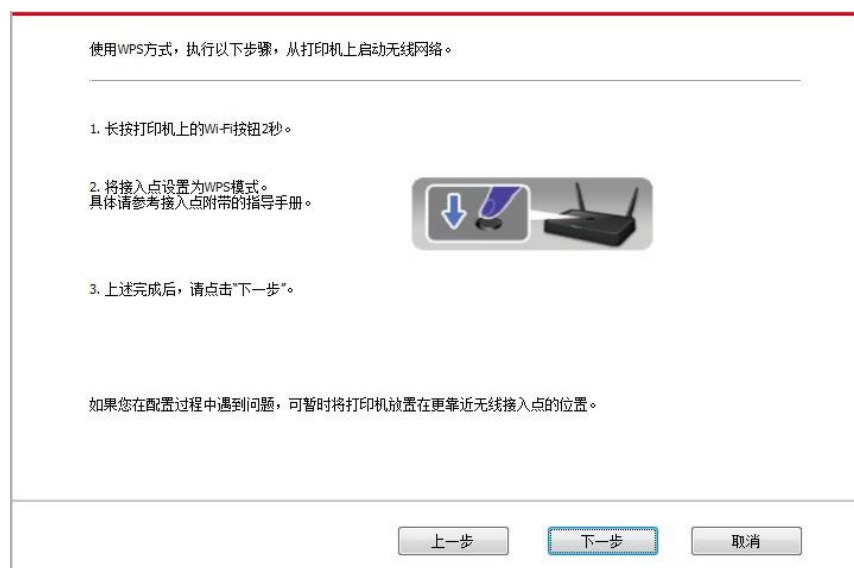 使用WPS方式，执行以下步骤，从打印机上启动无线网络。
1. 长按打印机上的Wi-Fi按钮2秒。
2. 将接入点设置为WPS模式。
具体请参考接入点附带的指导手册。
3. 上述完成后，请点击“下一步”。
如果您在配置过程中遇到问题，可暂时将打印机放置在更靠近无线接入点的位置。
上一步 下一步 取消